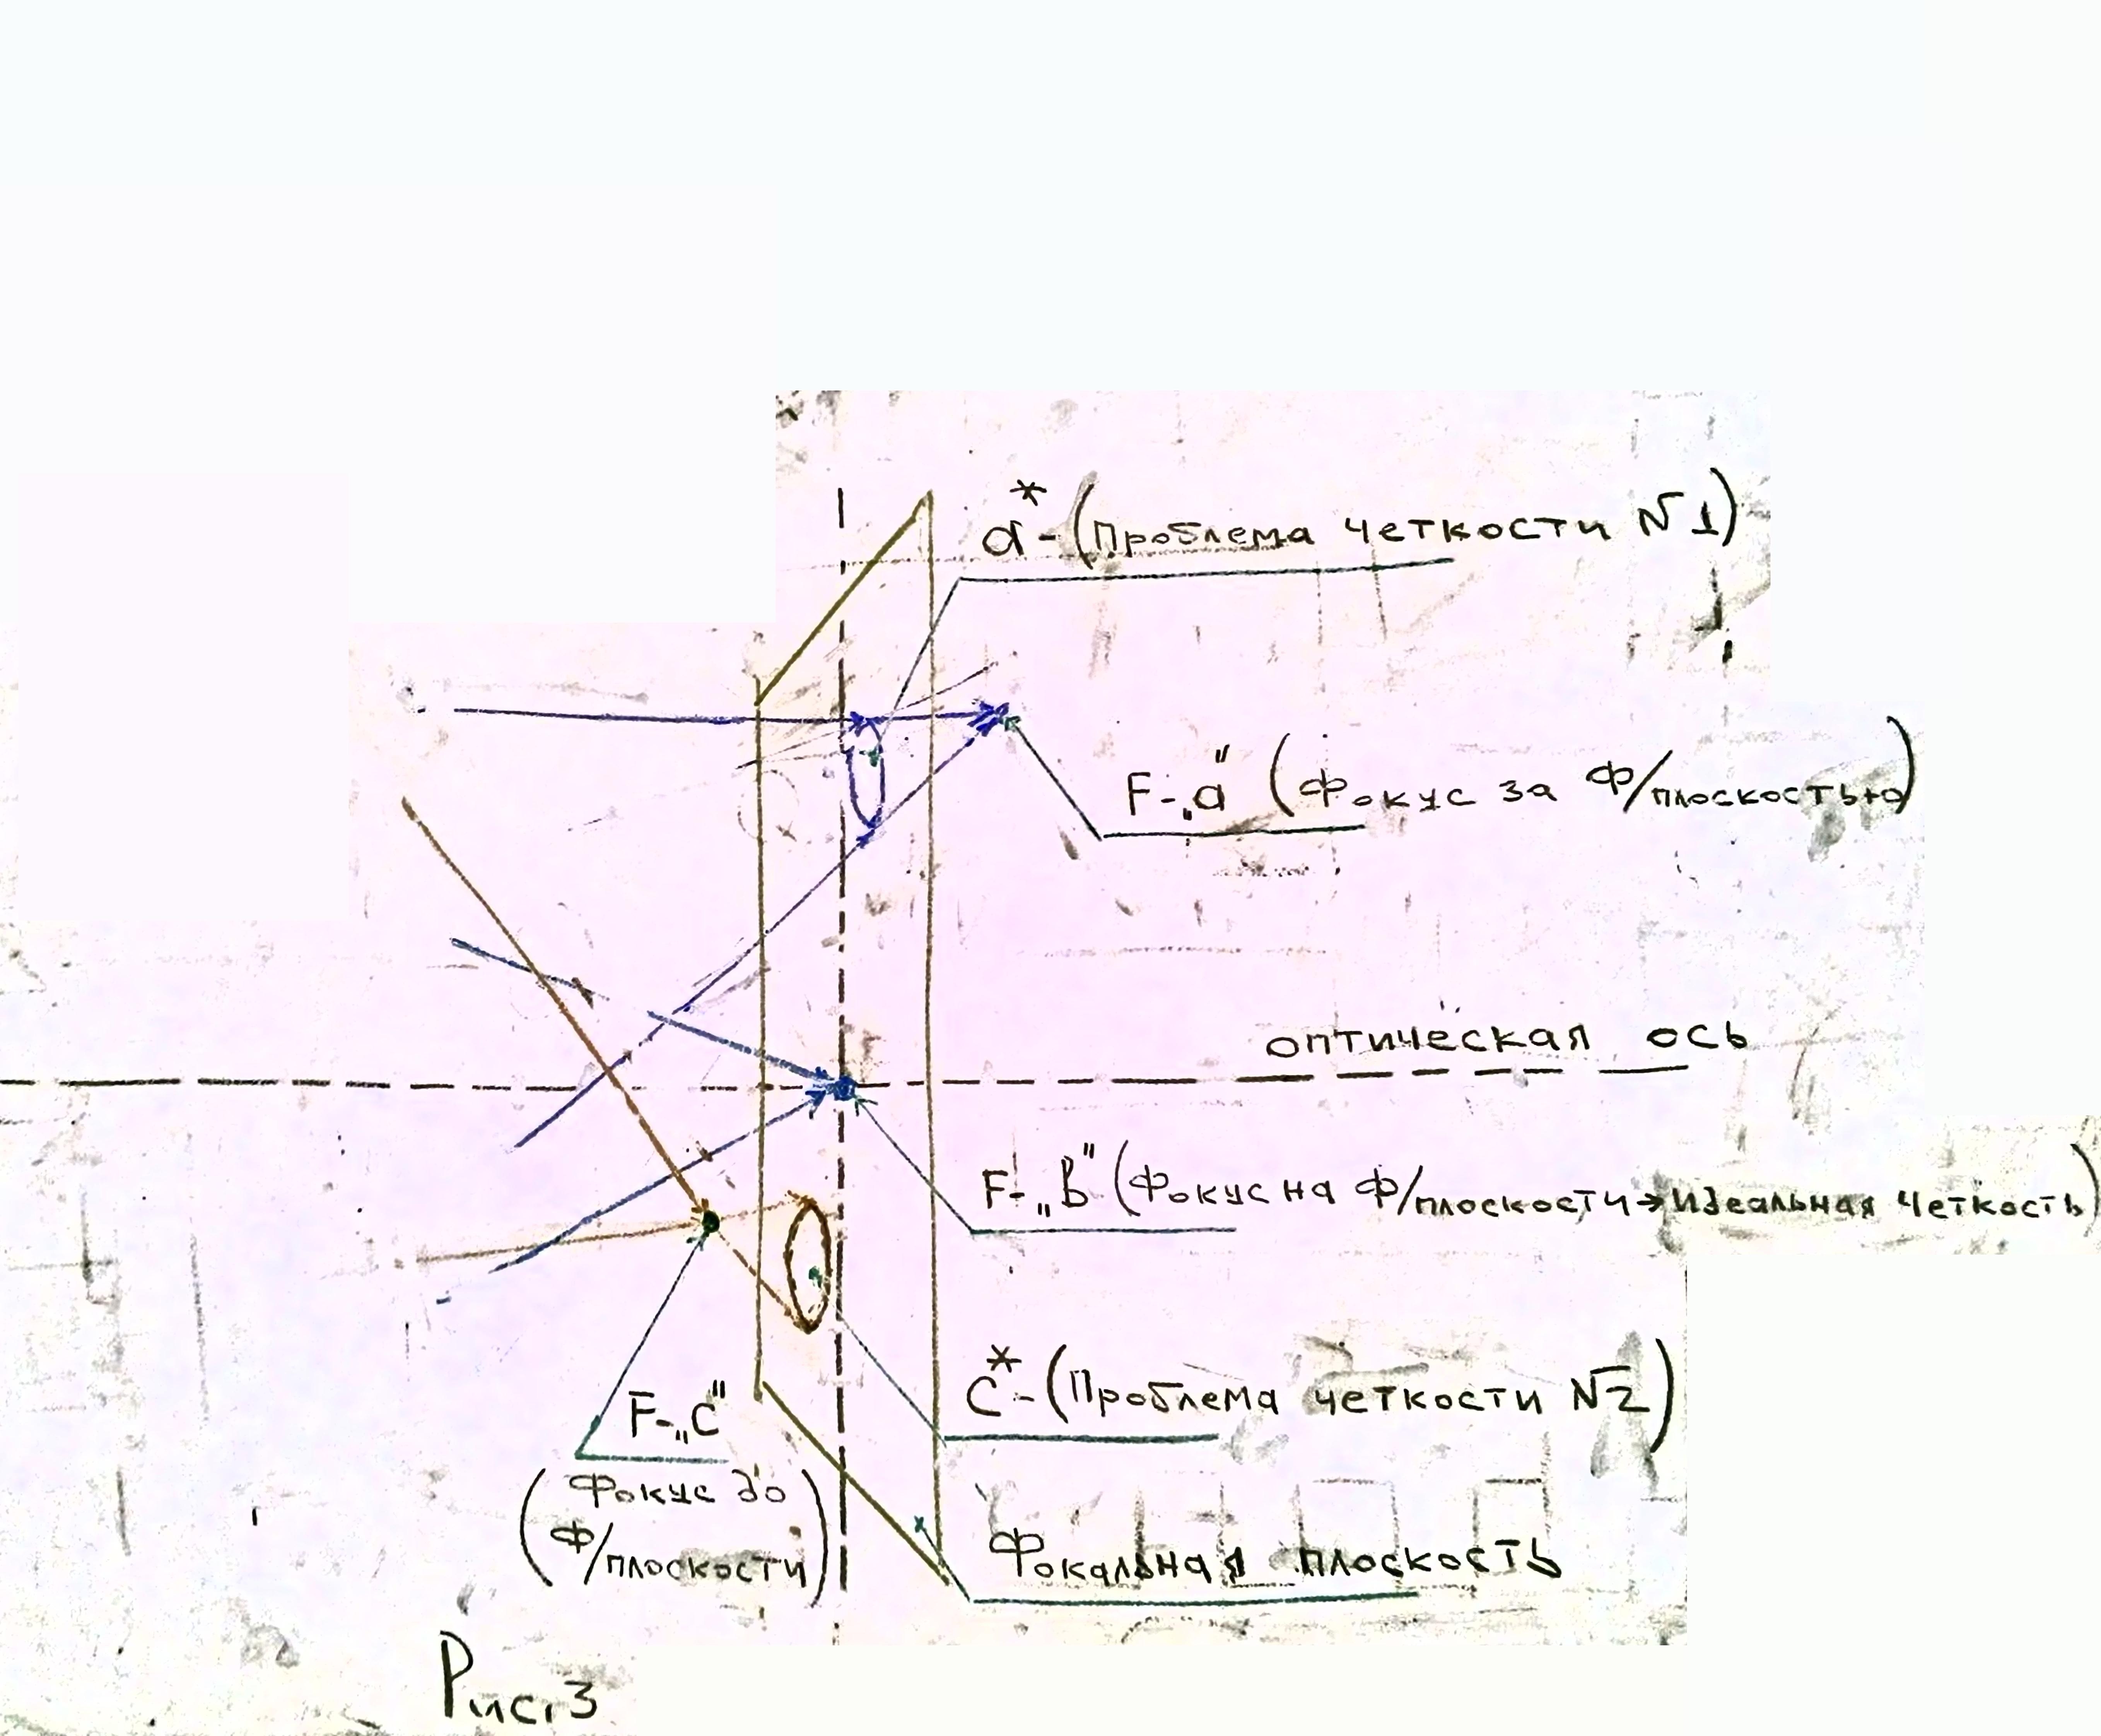 a* - (Проблема четкости №1)
F-„a" (Фокус за Ф/плоскостью)
оптическая ось
F-„b" (Фокус на Ф/плоскости→Идеальная четкость)
c* - (Проблема четкости №2)
F-„c"
(Фокус до
Ф/плоскости)
Фокальная плоскость
Рис. 3